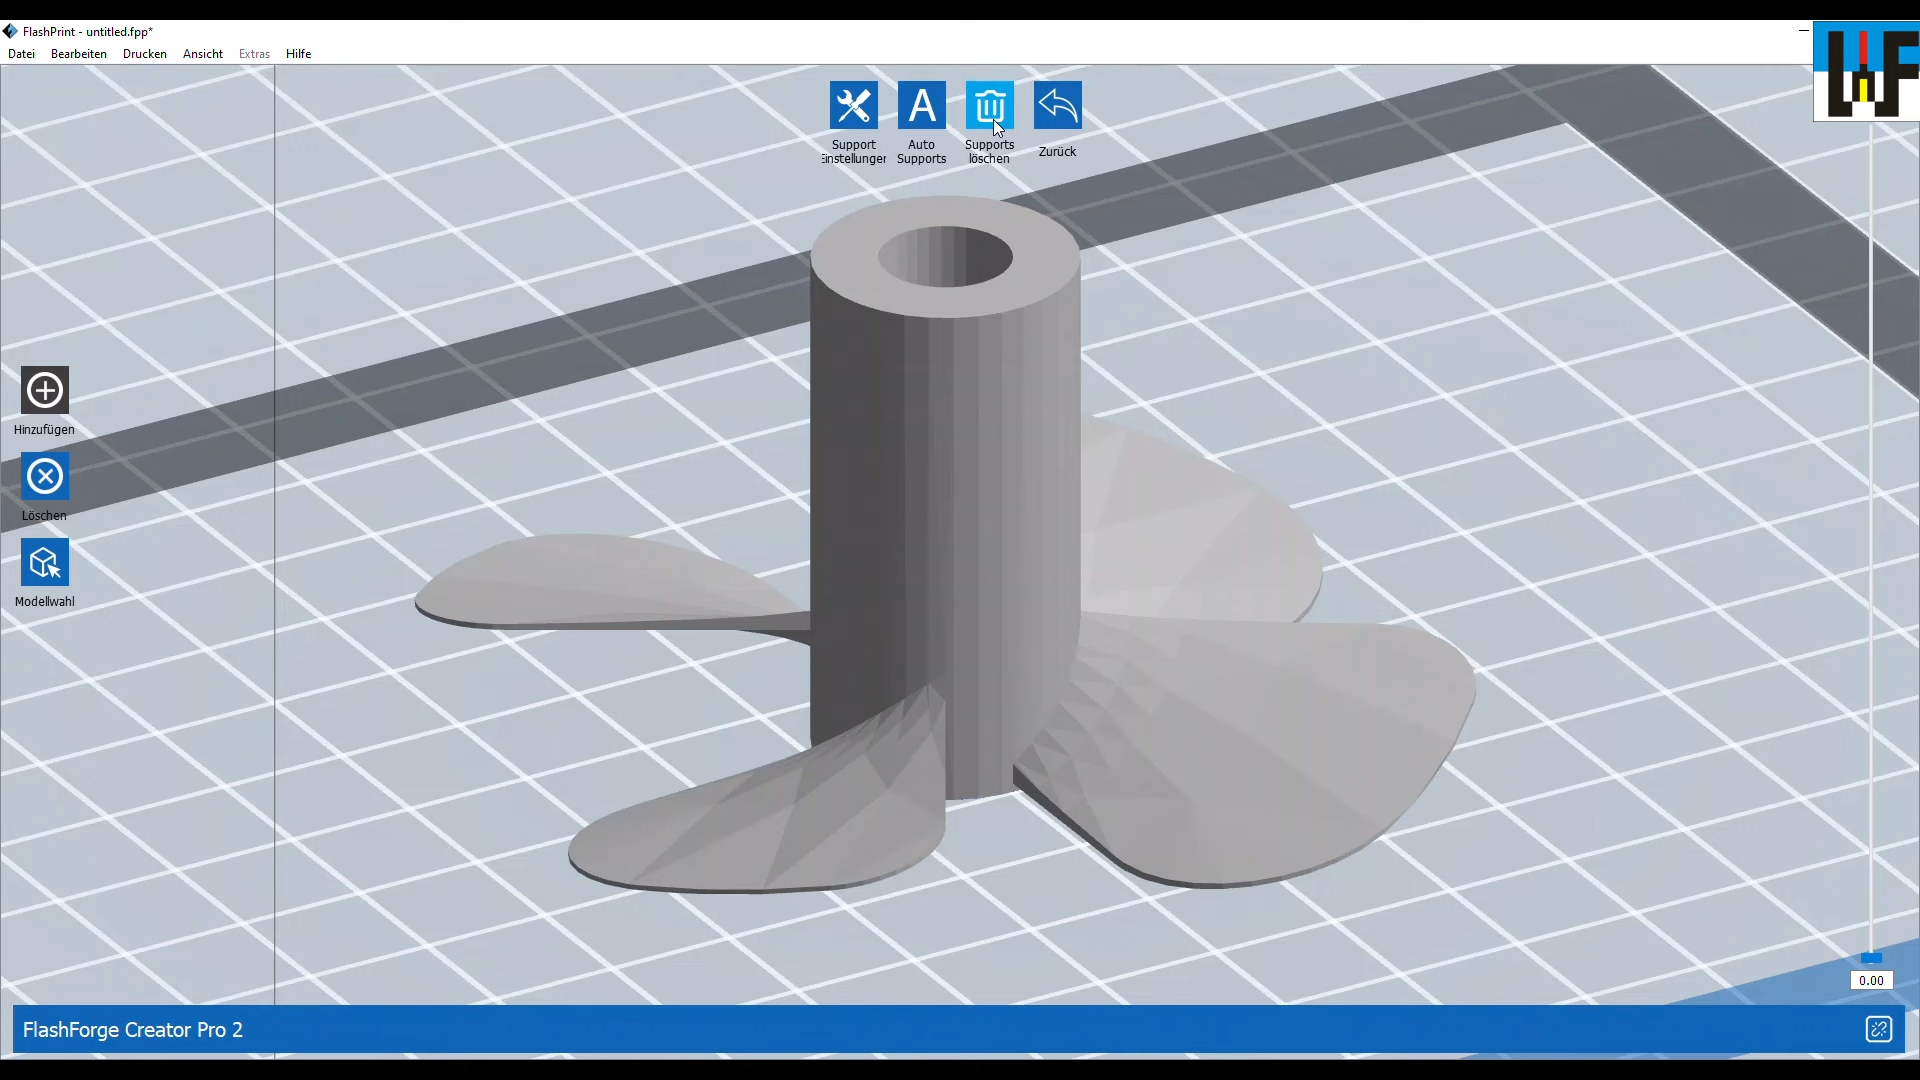 FlashPrint - untitled.fpp*
Datei Bearbeiten Drucken Ansicht Extras Hilfe
WF
A
Support
Einstellungen
Auto
Supports
Supports
löschen
Zurück
Hinzufügen
Löschen
Modellwahl
0.00
FlashForge Creator Pro 2